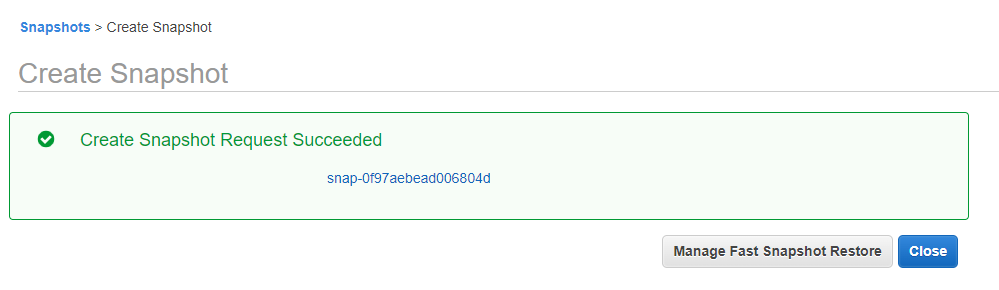 Snapshots > Create Snapshot
Create Snapshot
Create Snapshot Request Succeeded
snap-0f97aebead006804d
Manage Fast Snapshot Restore Close